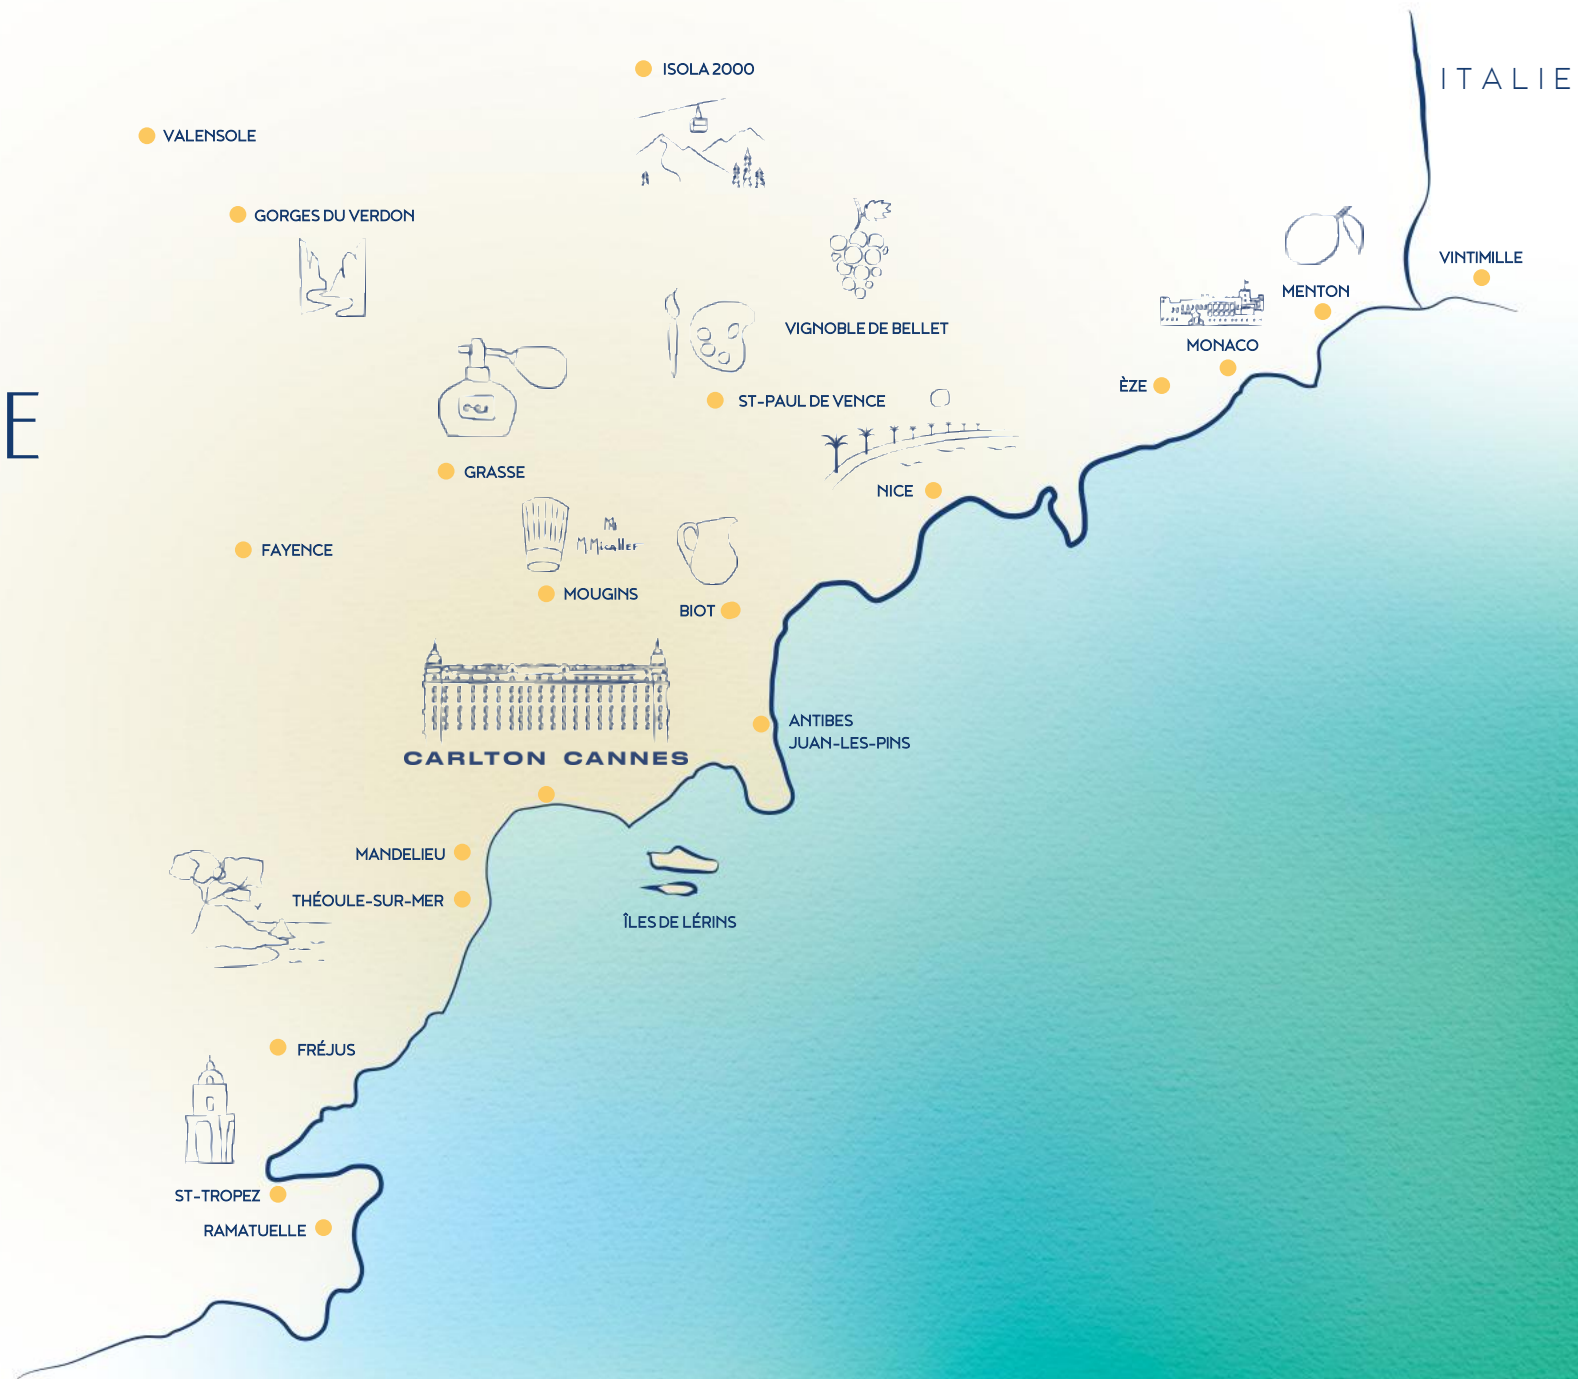 ISOLA 2000
ITALIE
VALENSOLE
GORGES DU VERDON
VINTIMILLE
MENTON
VIGNOBLE DE BELLET
MONACO
ÈZE
ST-PAUL DE VENCE
E
GRASSE
NICE
M
M.Micallef
FAYENCE
MOUGINS
BIOT
ANTIBES
JUAN-LES-PINS
CARLTON CANNES
MANDELIEU
THÉOULE-SUR-MER
ÎLES DE LÉRINS
FRÉJUS
ST-TROPEZ
RAMATUELLE